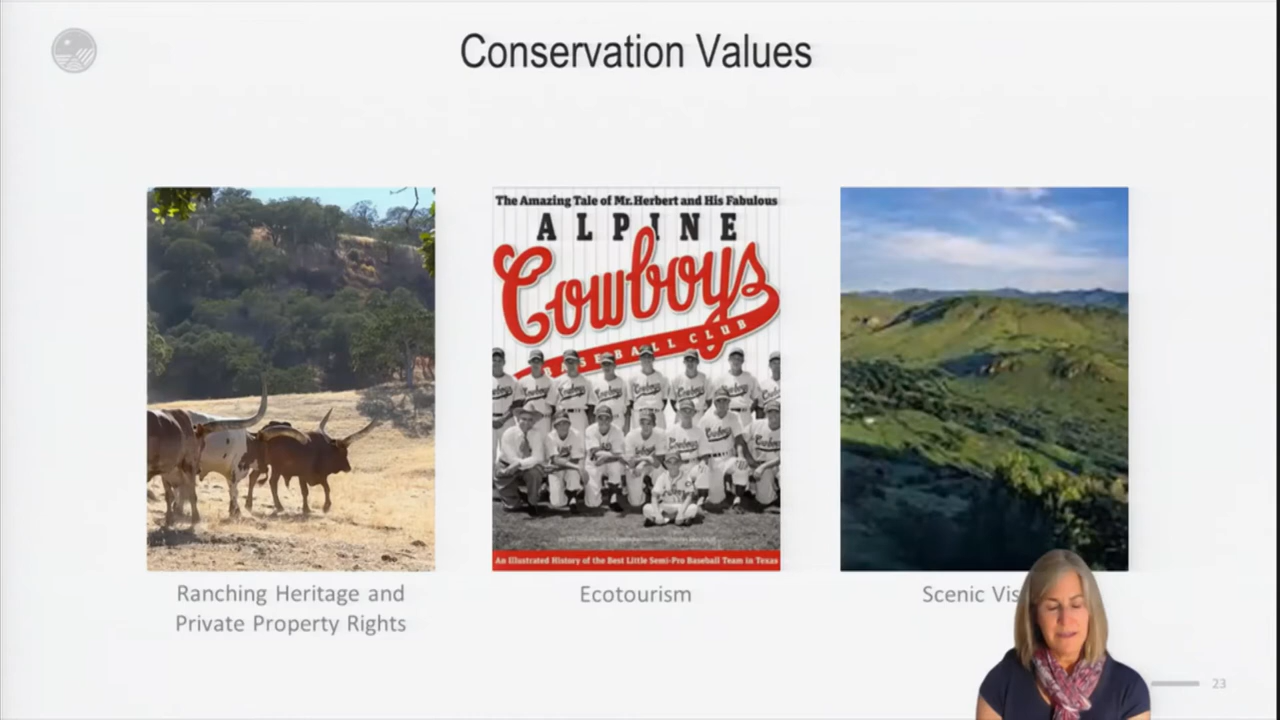 Conservation Values
The Amazing Tale of Mr. Herbert and His Fabulous
ALPINE
Cowboys
BASEBALL CLUB
An Illustrated History of the Best Little Semi-Pro Baseball Team in Texas
Ranching Heritage and
Private Property Rights
Ecotourism
Scenic Vis
23